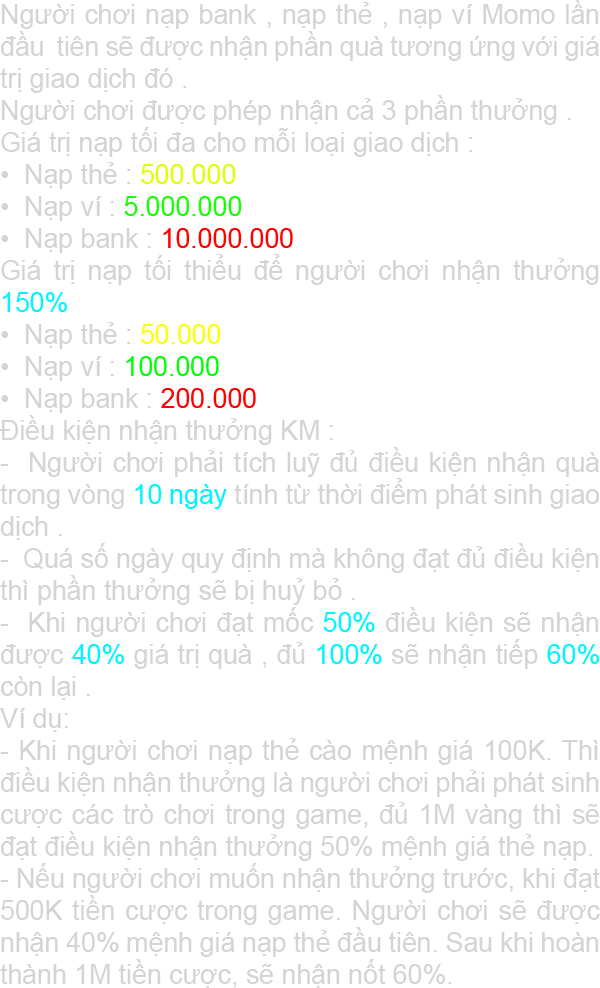 Người chơi nạp bank , nạp thẻ , nạp ví Momo lần
đầu tiên sẽ được nhận phần quà tương ứng với giá
trị giao dịch đó .
Người chơi được phép nhận cả 3 phần thưởng .
Giá trị nạp tối đa cho mỗi loại giao dịch :
• Nạp thẻ : 500.000
• Nạp ví : 5.000.000
• Nạp bank : 10.000.000
Giá trị nạp tối thiểu để người chơi nhận thưởng
150%
• Nạp thẻ : 50.000
• Nạp ví : 100.000
• Nạp bank : 200.000
Điều kiện nhận thưởng KM :
- Người chơi phải tích luỹ đủ điều kiện nhận quà
trong vòng 10 ngày tính từ thời điểm phát sinh giao
dịch .
- Quá số ngày quy định mà không đạt đủ điều kiện
thì phần thưởng sẽ bị huỷ bỏ .
- Khi người chơi đạt mốc 50% điều kiện sẽ nhận
được 40% giá trị quà , đủ 100% sẽ nhận tiếp 60%
còn lại .
Ví dụ:
- Khi người chơi nạp thẻ cào mệnh giá 100K. Thì
điều kiện nhận thưởng là người chơi phải phát sinh
cược các trò chơi trong game, đủ 1M vàng thì sẽ
đạt điều kiện nhận thưởng 50% mệnh giá thẻ nạp.
- Nếu người chơi muốn nhận thưởng trước, khi đạt
500K tiền cược trong game. Người chơi sẽ được
nhận 40% mệnh giá nạp thẻ đầu tiên. Sau khi hoàn
thành 1M tiền cược, sẽ nhận nốt 60%.